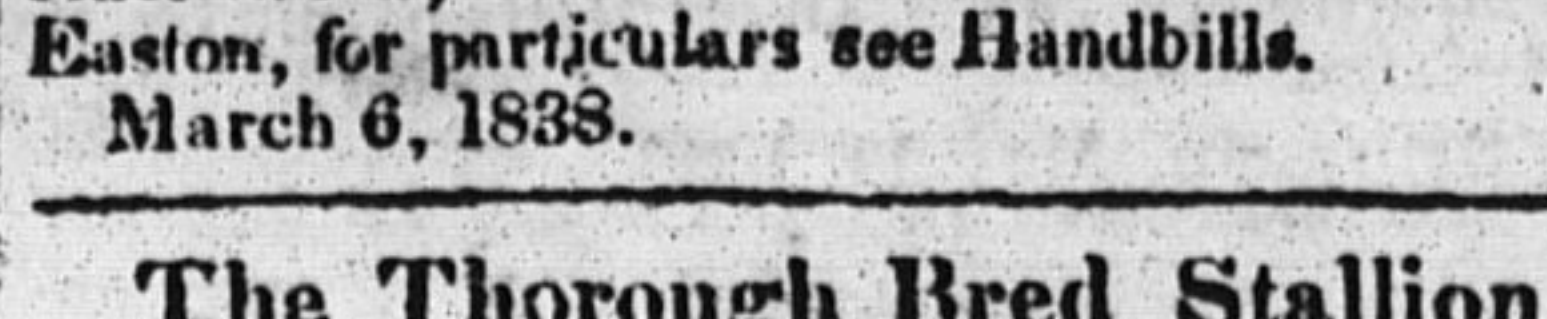 Easton, for particulars see Handbills.
March 6, 1838.
The Thorough Bred Stallion